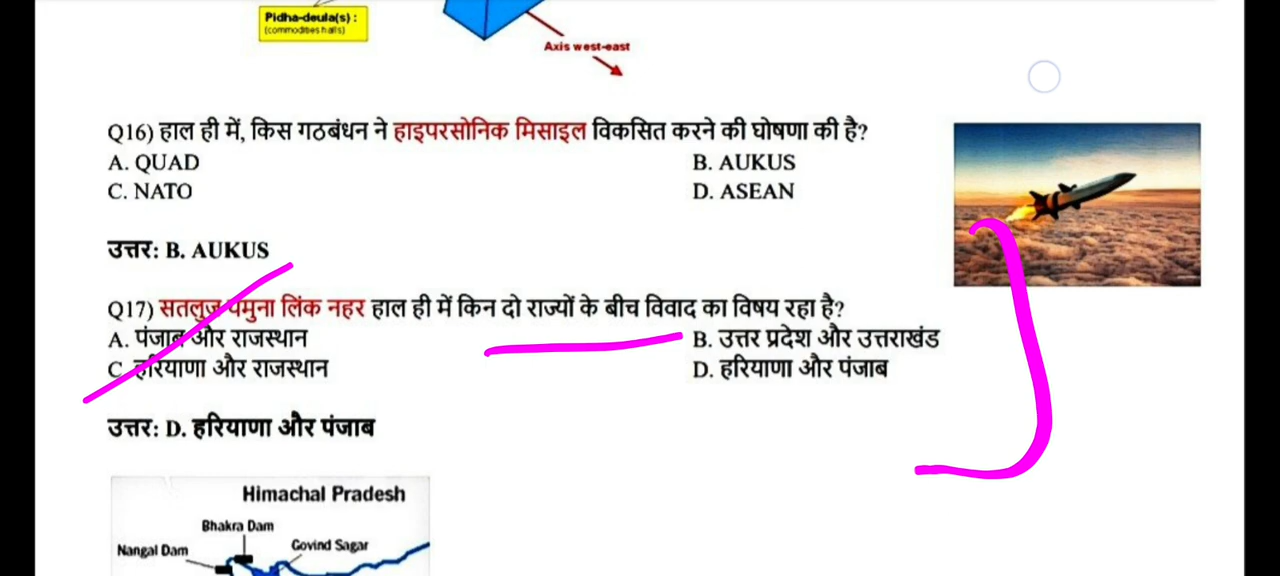 Pidha-deula(s) :
(commodities halls)
Axis west-east
Q16) हाल ही में, किस गठबंधन ने हाइपरसोनिक मिसाइल विकसित करने की घोषणा की है?
A. QUAD B. AUKUS
C. NATO D. ASEAN
उत्तर: B. AUKUS
Q17) सतलुज यमुना लिंक नहर हाल ही में किन दो राज्यों के बीच विवाद का विषय रहा है?
A. पंजाब और राजस्थान B. उत्तर प्रदेश और उत्तराखंड
C. हरियाणा और राजस्थान D. हरियाणा और पंजाब
उत्तर: D. हरियाणा और पंजाब
Himachal Pradesh
Bhakra Dam
Nangal Dam Govind Sagar